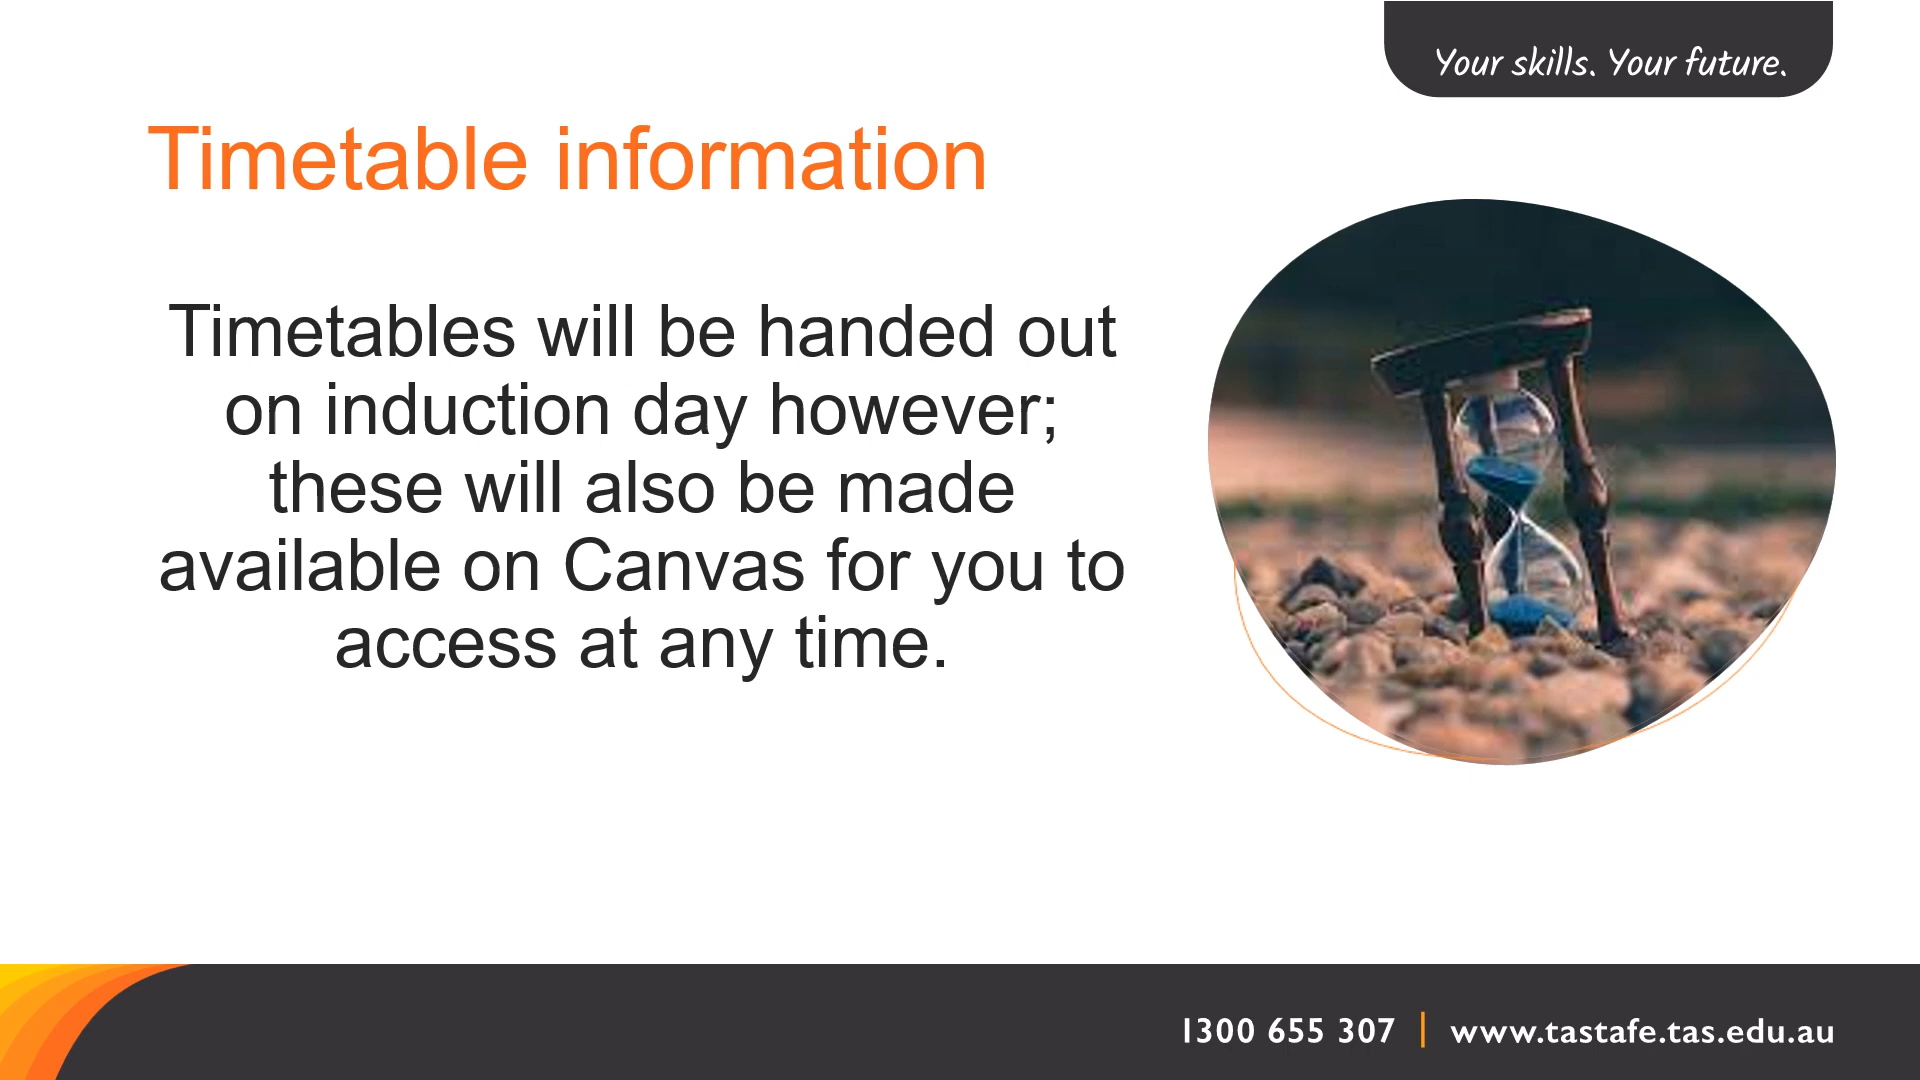 Your skills. Your future.
Timetable information
Timetables will be handed out
on induction day however;
these will also be made
available on Canvas for you to
access at any time.
1300 655 307 | www.tastafe.tas.edu.au